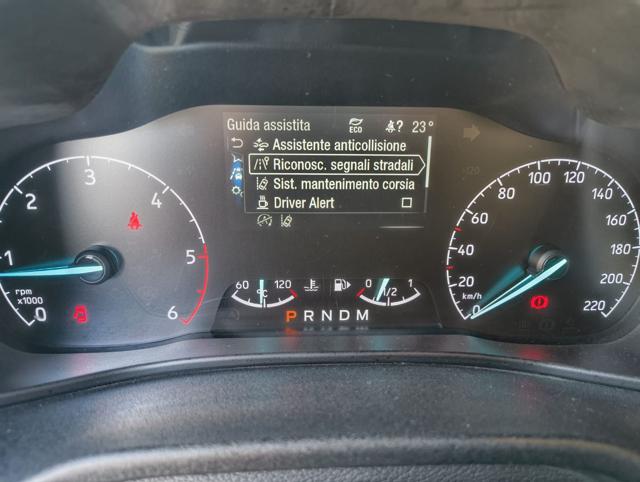 Guida assistita ECO ? 23°
Assistente anticollisione
Riconosc. segnali stradali
Sist. mantenimento corsia
Driver Alert
0 1 2 3 4 5 6
rpm
x1000
60 °C 120
0 1/2 1
P R N D M
0 20 40 60 80 100 120 140 160 180 200 220
km/h